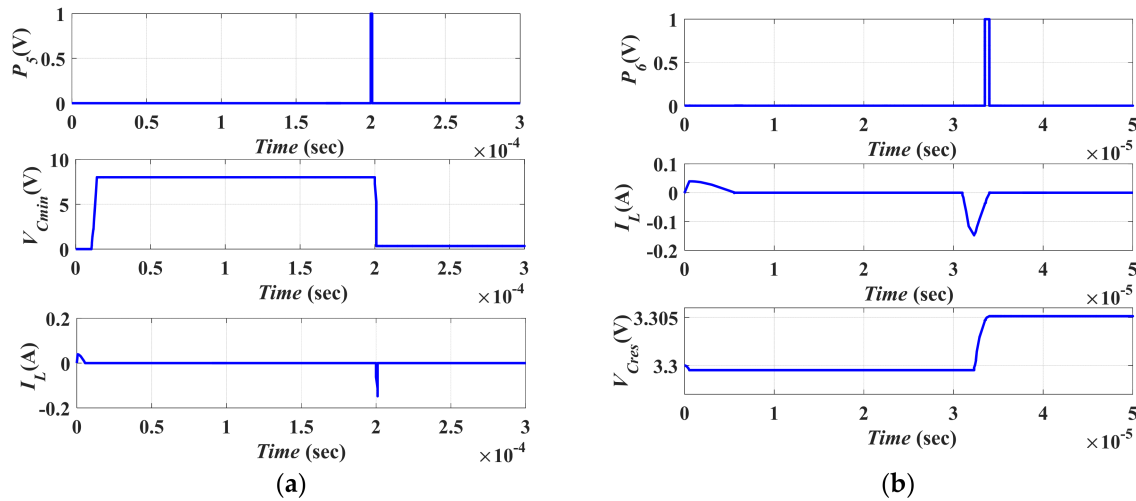 P5(V)
1
0.5
0
0 0.5 1 1.5 2 2.5 3
Time (sec) ×10-4
VCmin(V)
10
5
0
0 0.5 1 1.5 2 2.5 3
Time (sec) ×10-4
IL(A)
0.2
0
-0.2
0 0.5 1 1.5 2 2.5 3
Time (sec) ×10-4
(a)
P6(V)
1
0.5
0
0 1 2 3 4 5
Time (sec) ×10-5
IL(A)
0.1
0
-0.1
-0.2
0 1 2 3 4 5
Time (sec) ×10-5
VCres(V)
3.305
3.3
0 1 2 3 4 5
Time (sec) ×10-5
(b)